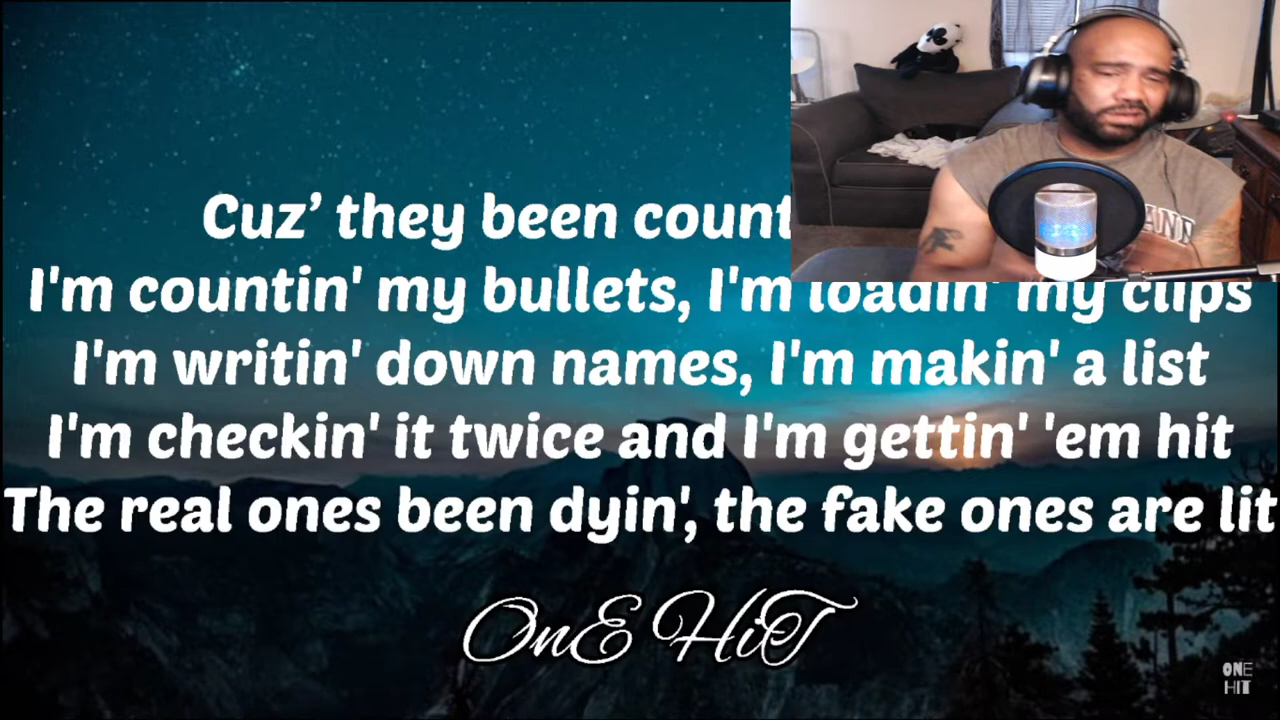 Cuz’ they been count
I'm countin' my bullets, I'm loadin' my clips
I'm writin' down names, I'm makin' a list
I'm checkin' it twice and I'm gettin' 'em hit
The real ones been dyin', the fake ones are lit
OnE HiT
ONE
HIT